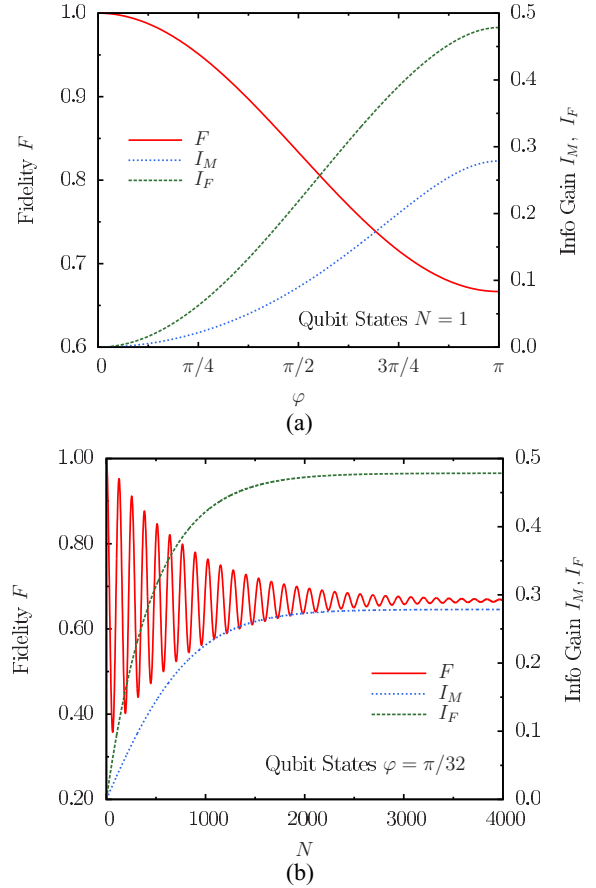 1.0
0.9
0.8
0.7
0.6
Fidelity F
0.5
0.4
0.3
0.2
0.1
0.0
Info Gain I_M, I_F
F
I_M
I_F
Qubit States N = 1
0 π/4 π/2 3π/4 π
φ
(a)
1.00
0.80
0.60
0.40
0.20
Fidelity F
0.5
0.4
0.3
0.2
0.1
0.0
Info Gain I_M, I_F
F
I_M
I_F
Qubit States φ = π/32
0 1000 2000 3000 4000
N
(b)